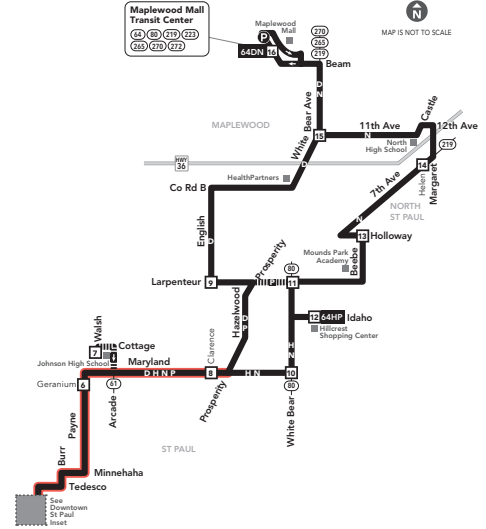 Maplewood Mall
Transit Center
64 80 219 223
265 270 272
Maplewood
Mall
P
64DN 16
270
265
219
Beam
N
MAP IS NOT TO SCALE
D
N
White Bear Ave
MAPLEWOOD
15
11th Ave
N
Castle
12th Ave
219
North
High School
HWY
36
D
14
Helen
Margaret
HealthPartners
Co Rd B
7th Ave
NORTH
ST PAUL
N
English
D
13
Holloway
Mounds Park
Academy
Beebe
Prosperity
80
Larpenteur
9
P
11
Hazelwood
D
P
12 64HP Idaho
Hillcrest
Shopping Center
Walsh
Cottage
7
Johnson High School
Clarence
H
N
Maryland
Geranium
6
D H N P
8
H N
10
61
80
Arcade
Prosperity
White Bear
Payne
ST PAUL
Burr
Minnehaha
Tedesco
See
Downtown
St Paul
Inset